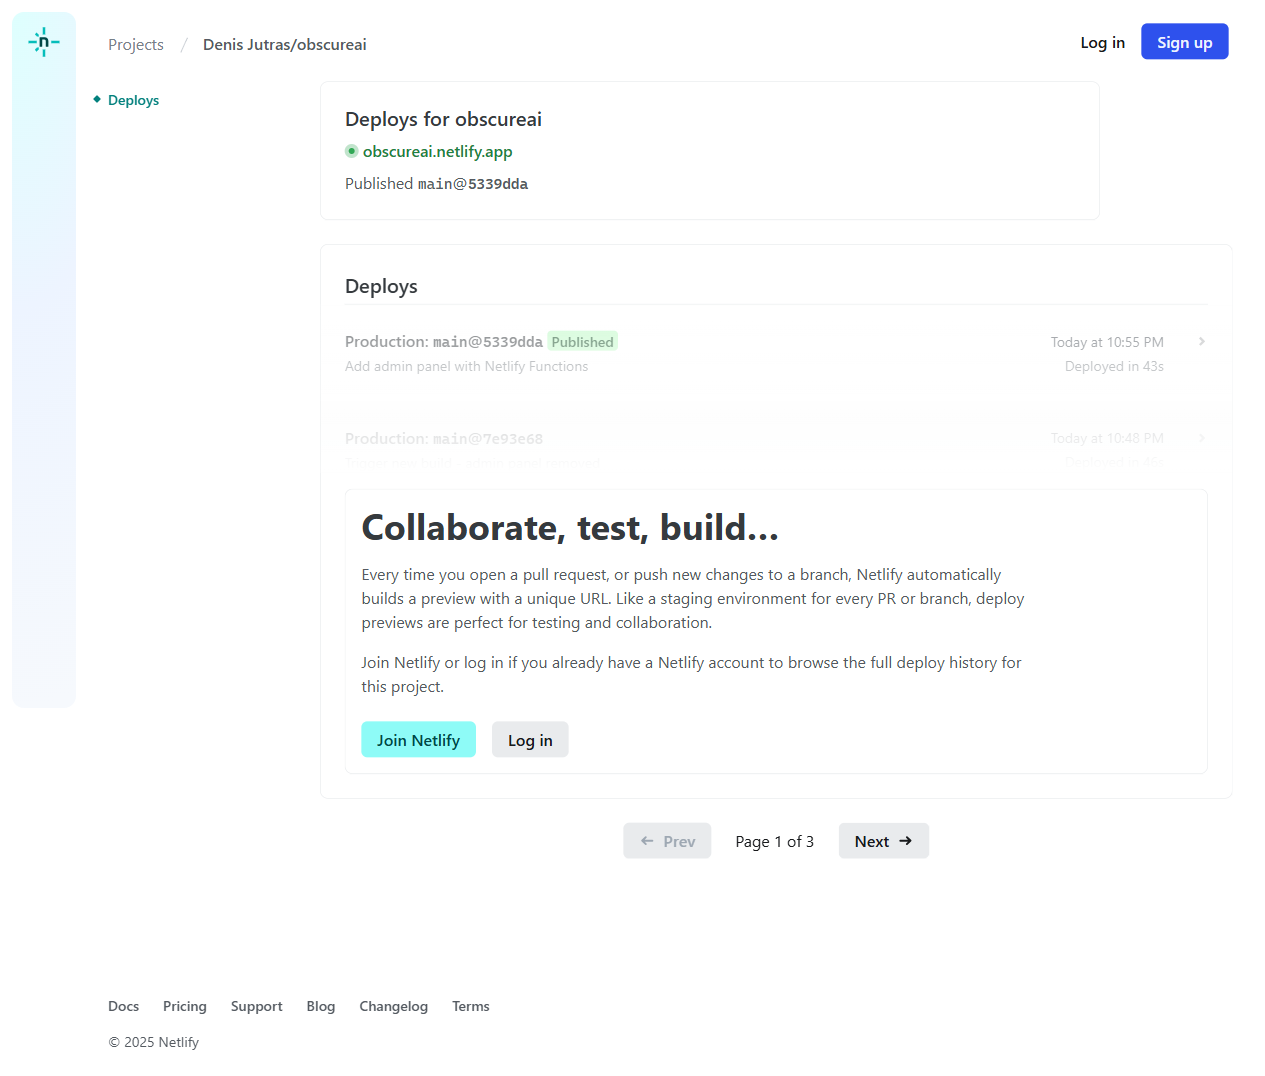 n
Projects / Denis Jutras/obscureai
Log in
Sign up
Deploys
Deploys for obscureai
obscureai.netlify.app
Published main@5339dda
Deploys
Production: main@5339dda Published
Today at 10:55 PM
Add admin panel with Netlify Functions
Deployed in 43s
Production: main@7e93e68
Today at 10:48 PM
Deployed in 46s
Collaborate, test, build…
Every time you open a pull request, or push new changes to a branch, Netlify automatically
builds a preview with a unique URL. Like a staging environment for every PR or branch, deploy
previews are perfect for testing and collaboration.
Join Netlify or log in if you already have a Netlify account to browse the full deploy history for
this project.
Join Netlify
Log in
Prev
Page 1 of 3
Next
Docs
Pricing
Support
Blog
Changelog
Terms
© 2025 Netlify